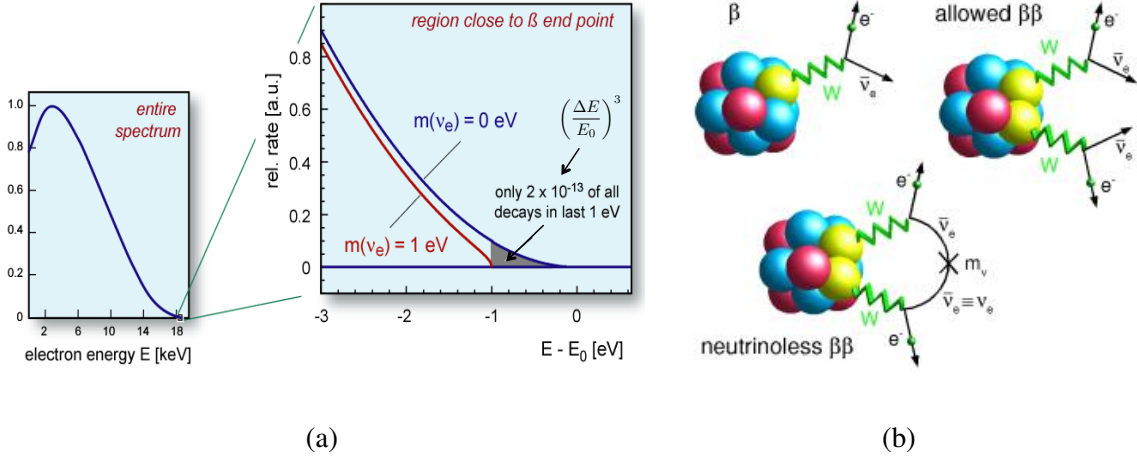 entire
spectrum
1.0
0.8
0.6
0.4
0.2
0
2 6 10 14 18
electron energy E [keV]
region close to ß end point
rel. rate [a.u.]
0.8
0.6
0.4
0.2
0
m(νe) = 0 eV
(ΔE/E0)^3
only 2 x 10-13 of all
decays in last 1 eV
m(νe) = 1 eV
-3 -2 -1 0
E - E0 [eV]
(a)
β
e-
W
ν̄e
allowed ββ
e-
W
ν̄e
W
ν̄e
e-
e-
W
ν̄e
mν
ν̄e≡νe
W
e-
neutrinoless ββ
(b)